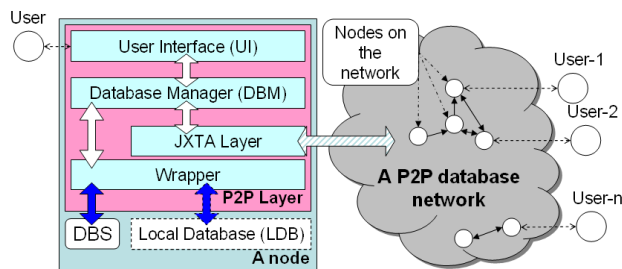 User
User Interface (UI)
Database Manager (DBM)
JXTA Layer
Wrapper
P2P Layer
DBS
Local Database (LDB)
A node
Nodes on
the
network
A P2P database
network
User-1
User-2
User-n